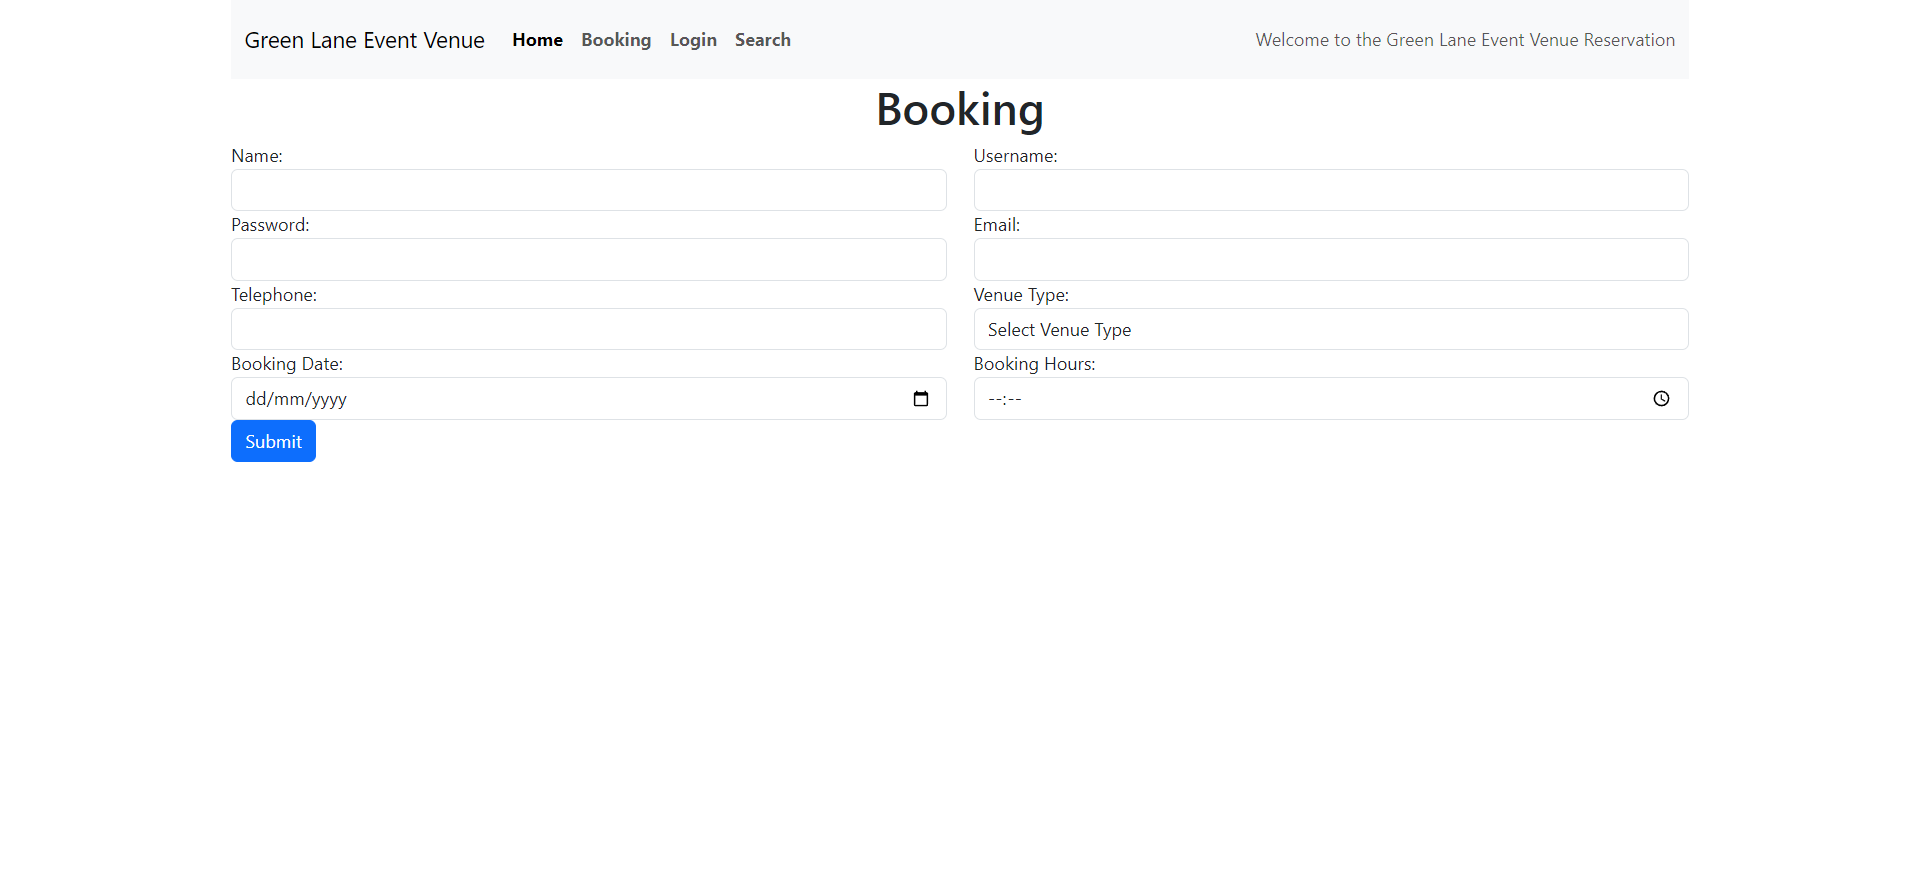 Green Lane Event Venue Home Booking Login Search Welcome to the Green Lane Event Venue Reservation
Booking
Name: Username:
Password: Email:
Telephone: Venue Type:
Select Venue Type
Booking Date: Booking Hours:
dd/mm/yyyy --:--
Submit